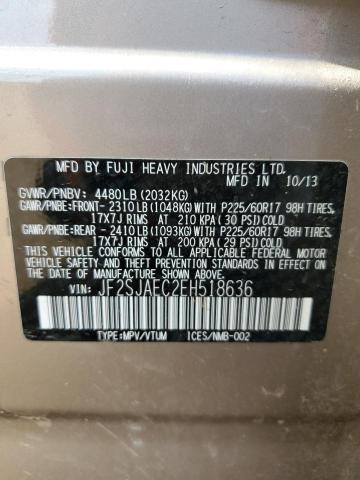 MFD BY FUJI HEAVY INDUSTRIES LTD.
10/13
GVWR/PNBV: 4480LB(2032KG)
GAWR/PNBE:FRONT- 2310LB(1048KG)WITH P225/60R17 98H TIRES,
17X7J RIMS AT 210 KPA(30 PSI)COLD
GAWR/PNBE:REAR - 2410LB(1093KG)WITH P225/60R17 98H TIRES,
17X7J RIMS AT 200 KPA(29 PSI)COLD
THIS VEHICLE CONFORMS TO ALL APPLICABLE FEDERAL MOTOR
VEHICLE SAFETY AND BUMPER STANDARDS IN EFFECT ON THE
DATE OF MANUFACTURE SHOWN ABOVE.
VIN: JF2SJAEC2EH518636
TYPE:MPV/VTUM ICES/NMB-002